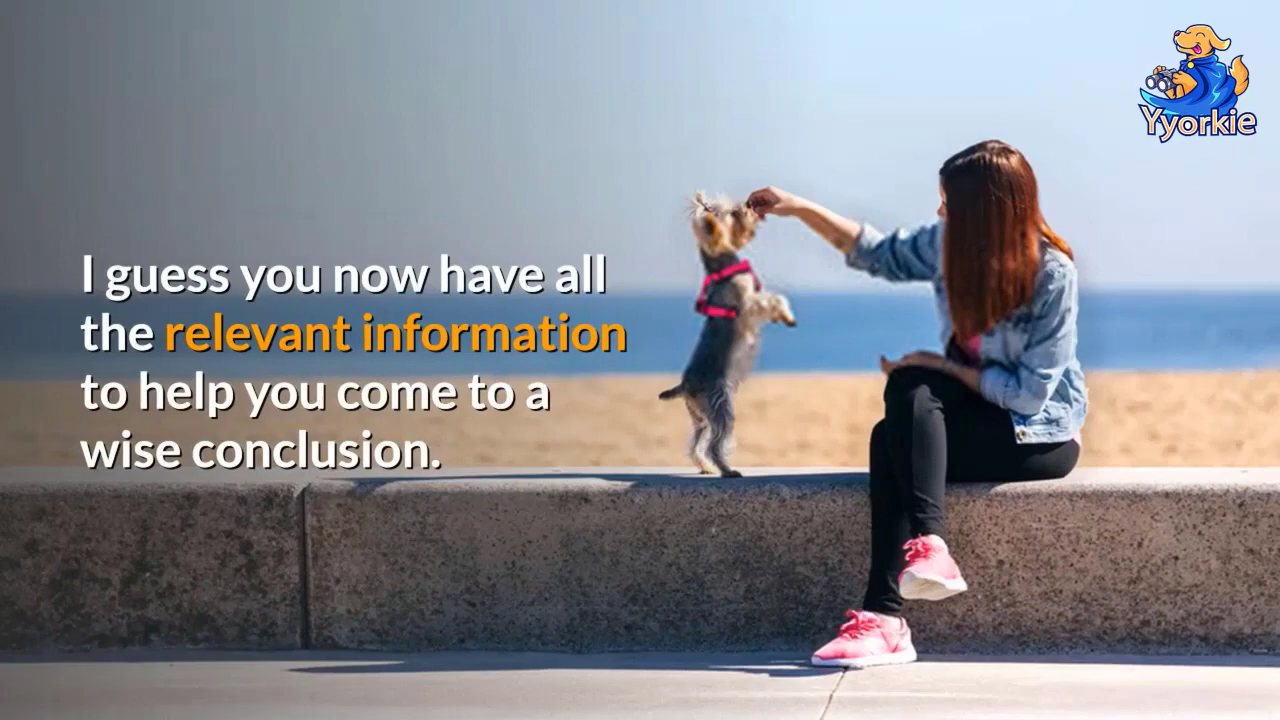 Yyorkie
I guess you now have all
the relevant information
to help you come to a
wise conclusion.